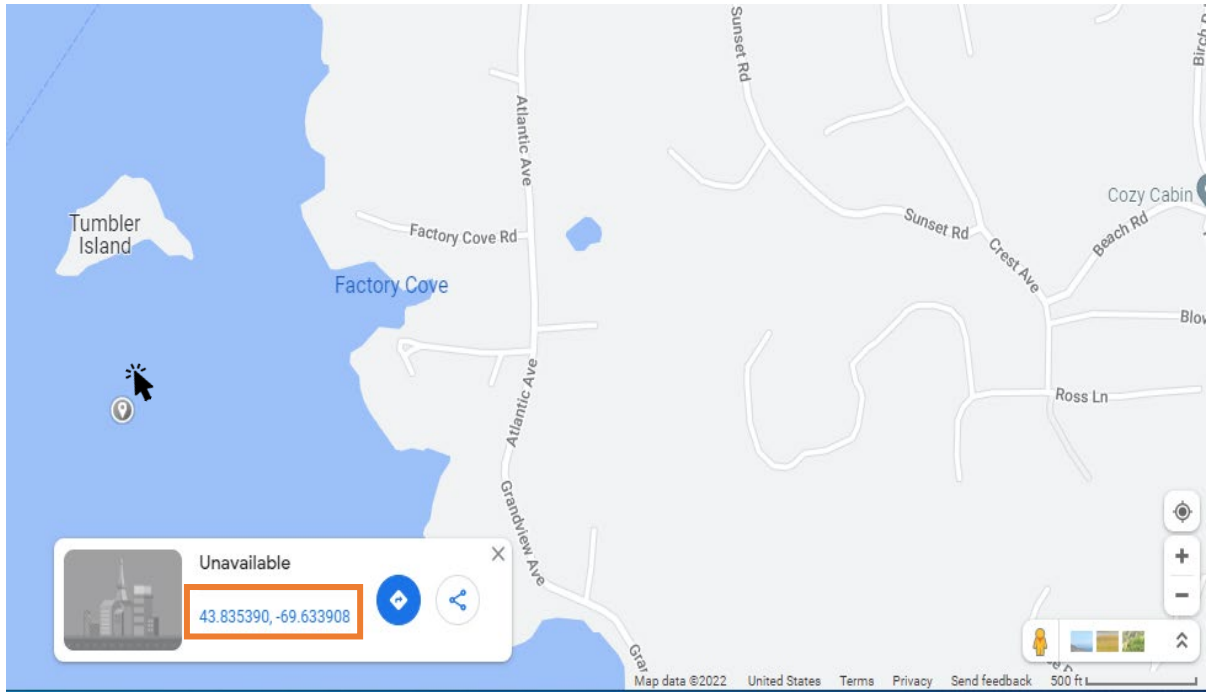 Sunset Rd
Birch
Atlantic Ave
Cozy Cabin
Tumbler
Island
Factory Cove Rd
Sunset Rd
Beach Rd
Crest Ave
Factory Cove
Blow
Atlantic Ave
Ross Ln
Grandview Ave
Unavailable
43.835390, -69.633908
Gra
Map data ©2022 United States Terms Privacy Send feedback 500 ft